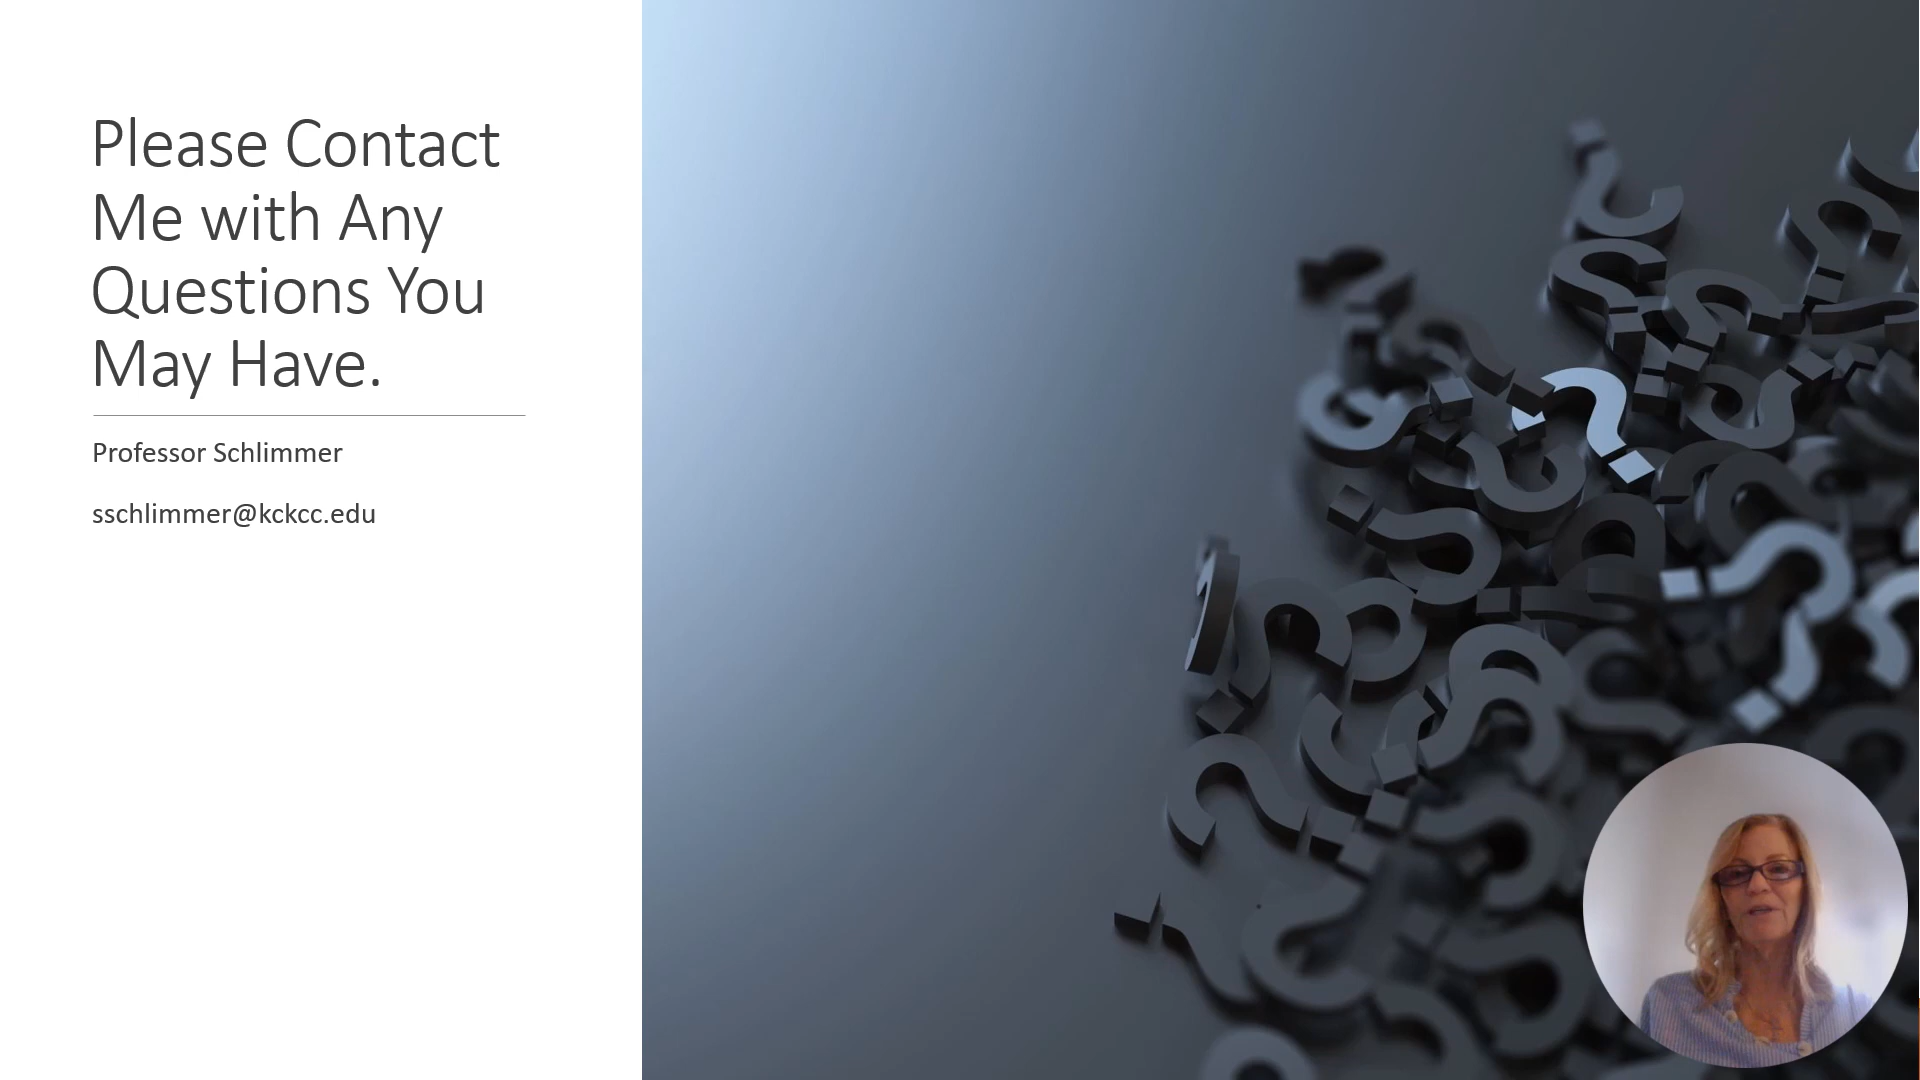 Please Contact
Me with Any
Questions You
May Have.
Professor Schlimmer
sschlimmer@kckcc.edu